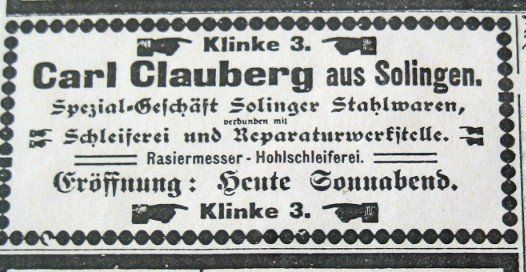 Klinke 3.
Carl Clauberg aus Solingen.
Spezial-Geschäft Solinger Stahlwaren,
verbunden mit
Schleiferei und Reparaturwerkstelle.
Rasiermesser - Hohlschleiferei.
Eröffnung: Heute Sonnabend.
Klinke 3.